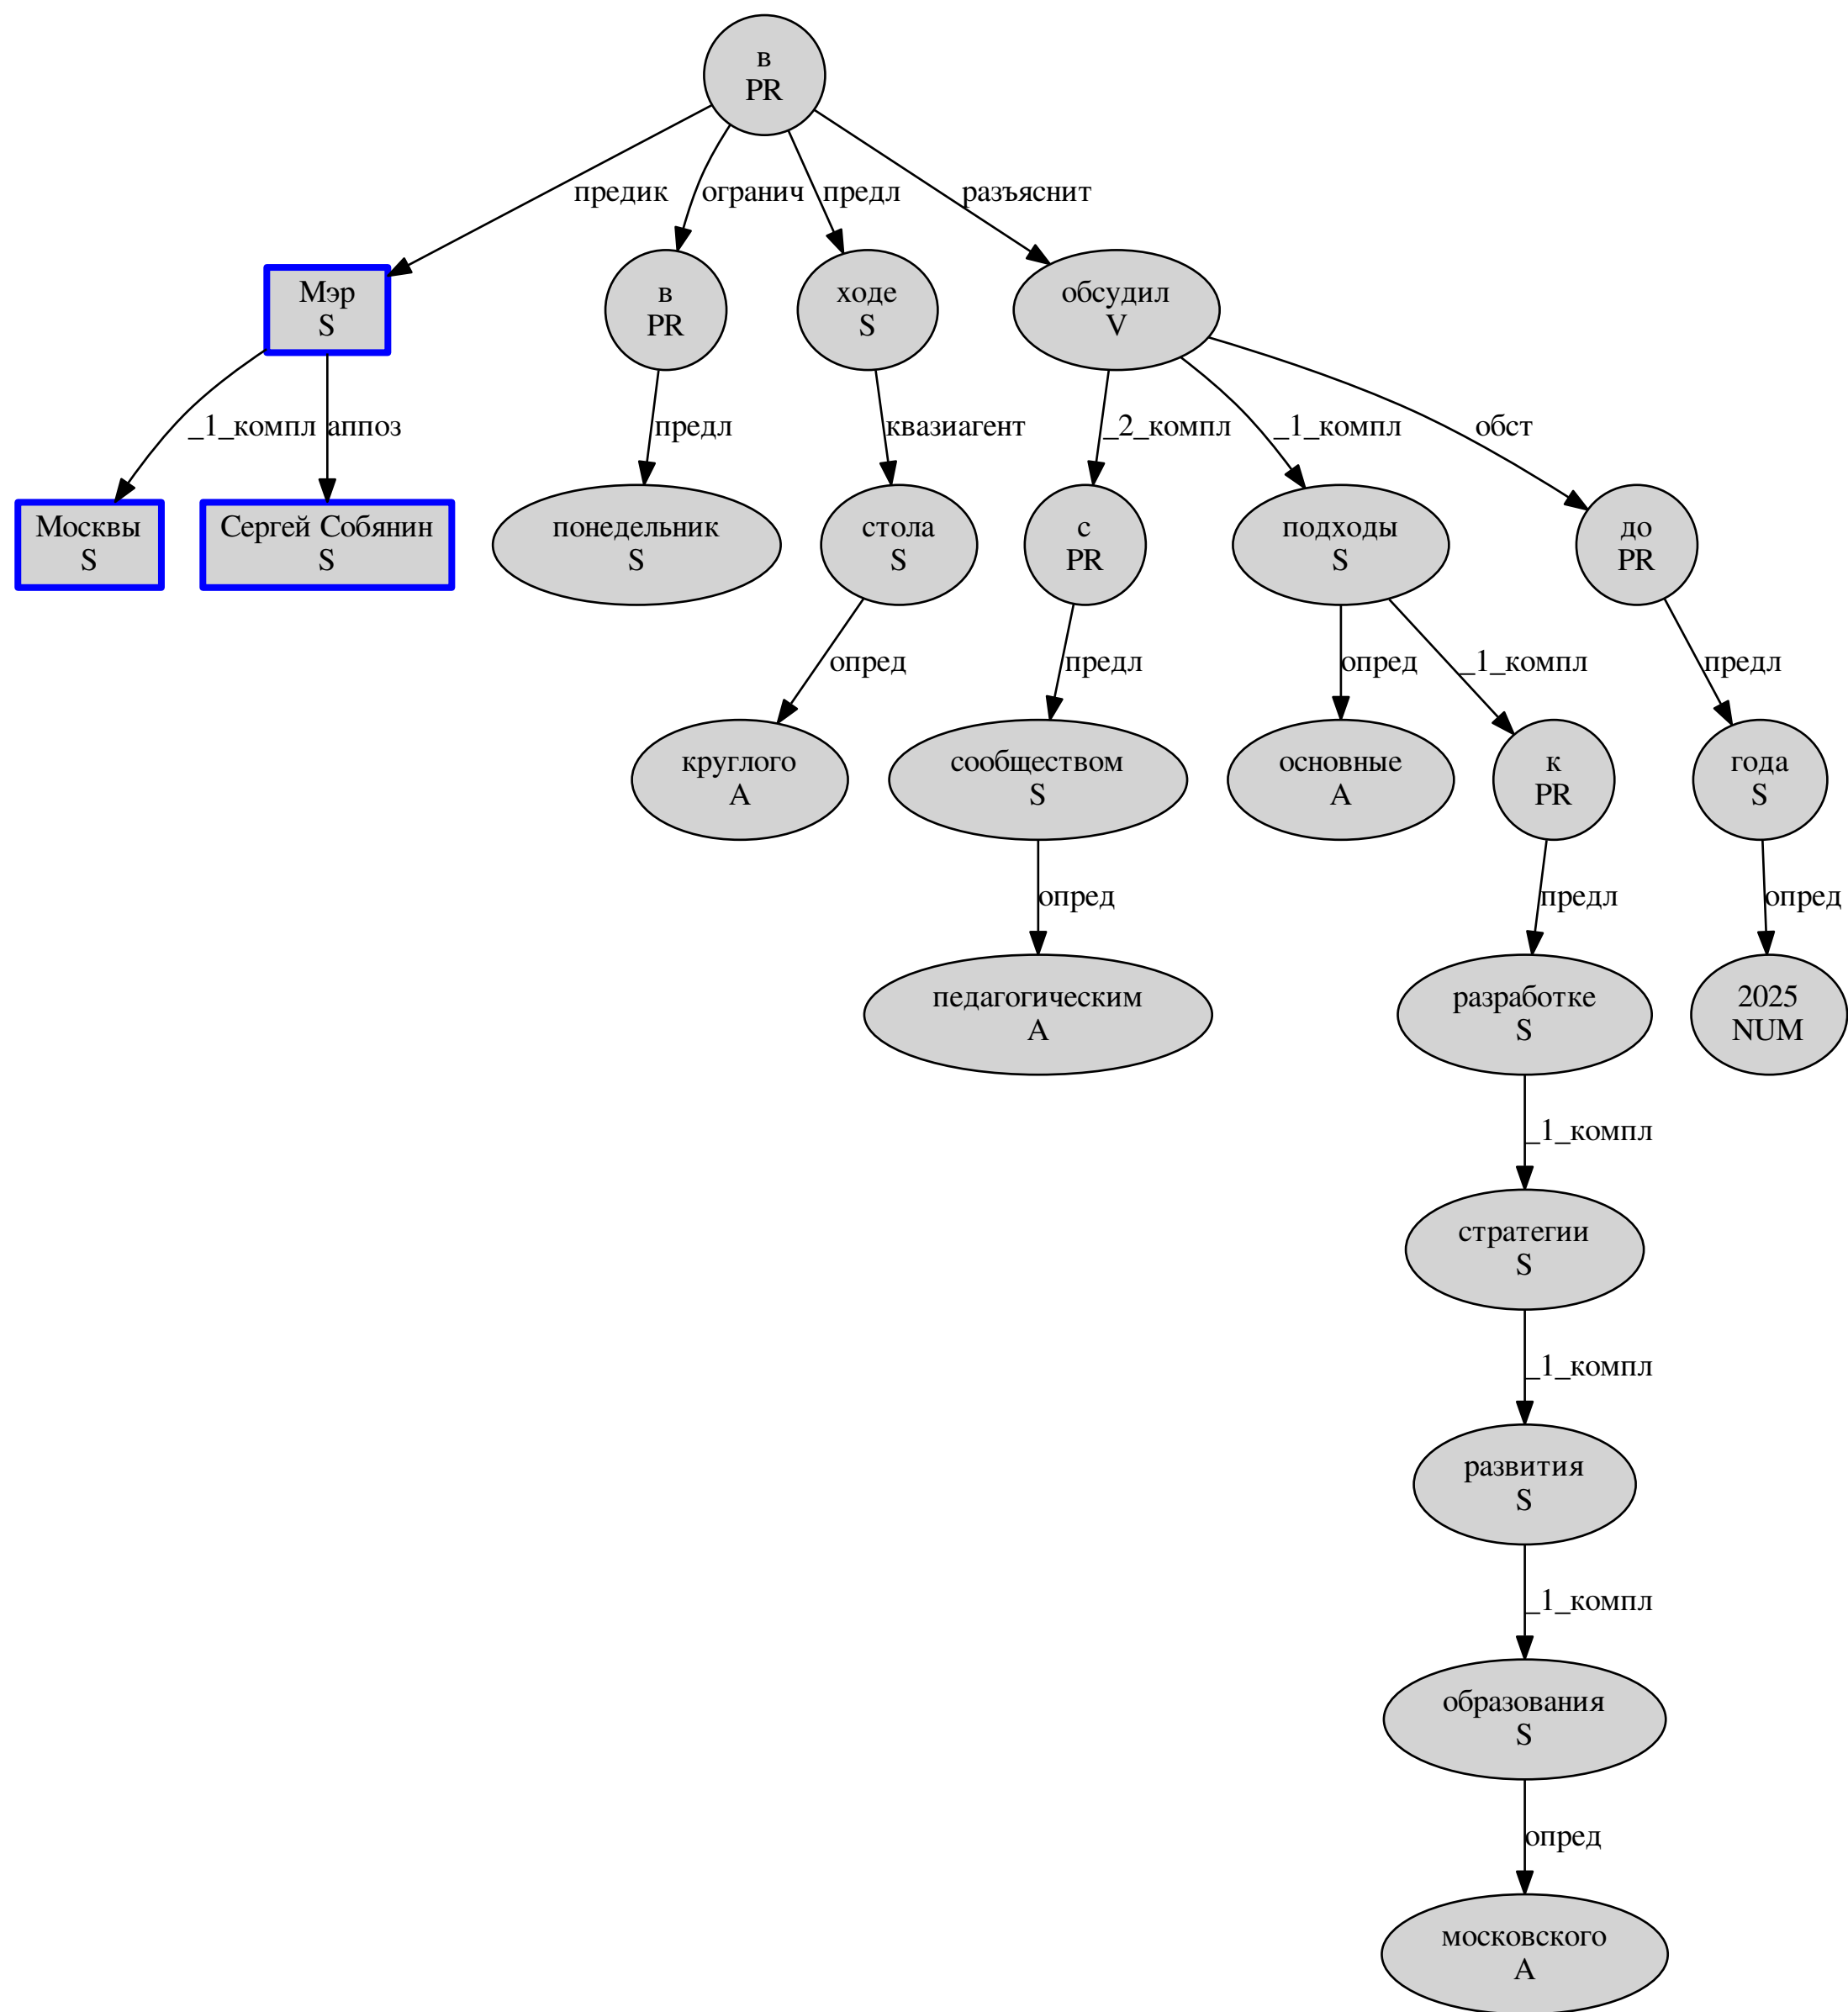 в
PR
предик
огранич
предл
разъяснит
Мэр
S
в
PR
ходе
S
обсудил
V
_1_компл
аппоз
предл
квазиагент
_2_компл
_1_компл
обст
Москвы
S
Сергей Собянин
S
понедельник
S
стола
S
с
PR
подходы
S
до
PR
опред
предл
опред
_1_компл
предл
круглого
A
сообществом
S
основные
A
к
PR
года
S
опред
предл
опред
педагогическим
A
разработке
S
2025
NUM
_1_компл
стратегии
S
_1_компл
развития
S
_1_компл
образования
S
опред
московского
A